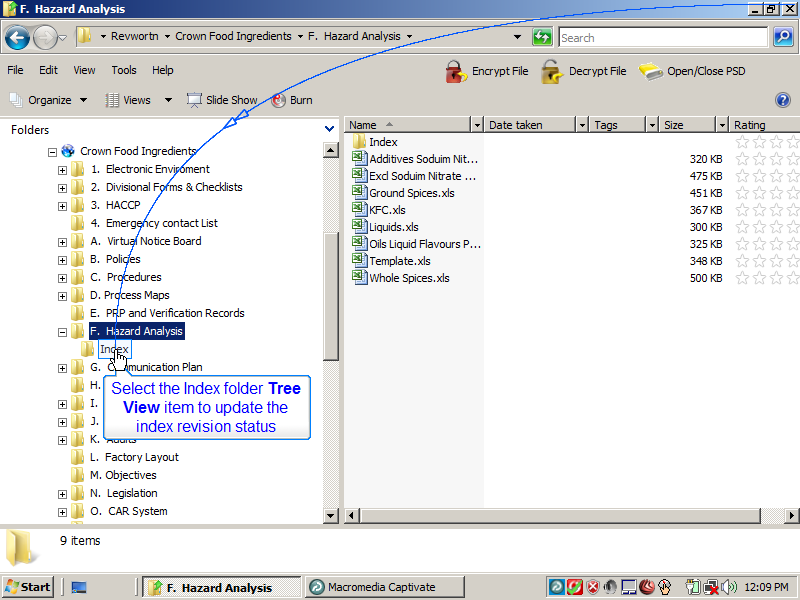 F. Hazard Analysis
Revwortn Crown Food Ingredients F. Hazard Analysis
Search
File Edit View Tools Help
Encrypt File Decrypt File Open/Close PSD
Organize Views Slide Show Burn
Folders
Name Date taken Tags Size Rating
Crown Food Ingredients
1. Electronic Enviroment
2. Divisional Forms & Checklists
3. HACCP
4. Emergency contact List
A. Virtual Notice Board
B. Policies
C. Procedures
D. Process Maps
E. PRP and Verification Records
F. Hazard Analysis
Index
G. Communication Plan
H.
I.
J.
K. Audits
L. Factory Layout
M. Objectives
N. Legislation
O. CAR System
Select the Index folder Tree
View item to update the
index revision status
Index
Additives Soduim Nit... 320 KB
Excl Soduim Nitrate ... 475 KB
Ground Spices.xls 451 KB
KFC.xls 367 KB
Liquids.xls 300 KB
Oils Liquid Flavours P... 325 KB
Template.xls 348 KB
Whole Spices.xls 500 KB
9 items
Start F. Hazard Analysis Macromedia Captivate 12:09 PM